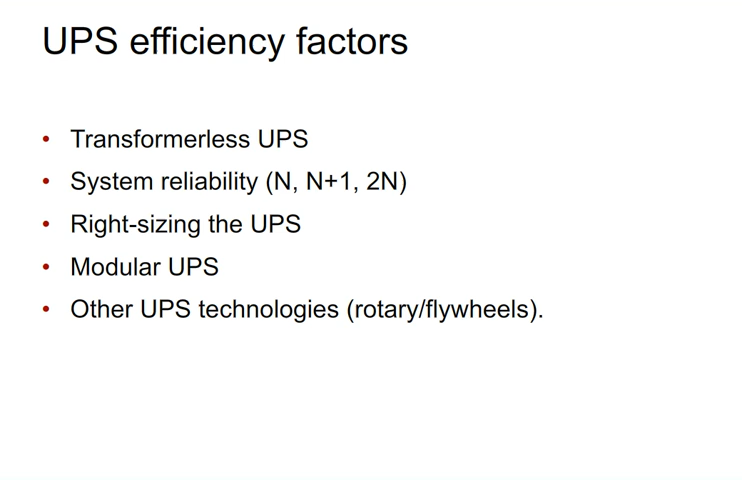 UPS efficiency factors
• Transformerless UPS
• System reliability (N, N+1, 2N)
• Right-sizing the UPS
• Modular UPS
• Other UPS technologies (rotary/flywheels).